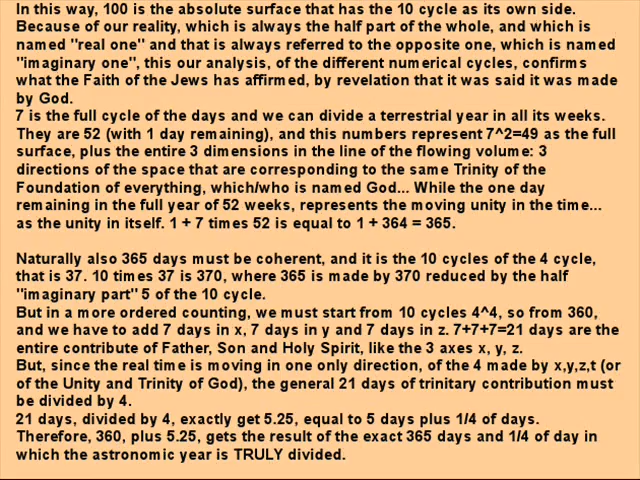 In this way, 100 is the absolute surface that has the 10 cycle as its own side.
Because of our reality, which is always the half part of the whole, and which is
named "real one" and that is always referred to the opposite one, which is named
"imaginary one", this our analysis, of the different numerical cycles, confirms
what the Faith of the Jews has affirmed, by revelation that it was said it was made
by God.
7 is the full cycle of the days and we can divide a terrestrial year in all its weeks.
They are 52 (with 1 day remaining), and this numbers represent 7^2=49 as the full
surface, plus the entire 3 dimensions in the line of the flowing volume: 3
directions of the space that are corresponding to the same Trinity of the
Foundation of everything, which/who is named God... While the one day
remaining in the full year of 52 weeks, represents the moving unity in the time...
as the unity in itself. 1 + 7 times 52 is equal to 1 + 364 = 365.
Naturally also 365 days must be coherent, and it is the 10 cycles of the 4 cycle,
that is 37. 10 times 37 is 370, where 365 is made by 370 reduced by the half
"imaginary part" 5 of the 10 cycle.
But in a more ordered counting, we must start from 10 cycles 4^4, so from 360,
and we have to add 7 days in x, 7 days in y and 7 days in z. 7+7+7=21 days are the
entire contribute of Father, Son and Holy Spirit, like the 3 axes x, y, z.
But, since the real time is moving in one only direction, of the 4 made by x,y,z,t (or
of the Unity and Trinity of God), the general 21 days of trinitary contribution must
be divided by 4.
21 days, divided by 4, exactly get 5.25, equal to 5 days plus 1/4 of days.
Therefore, 360, plus 5.25, gets the result of the exact 365 days and 1/4 of day in
which the astronomic year is TRULY divided.